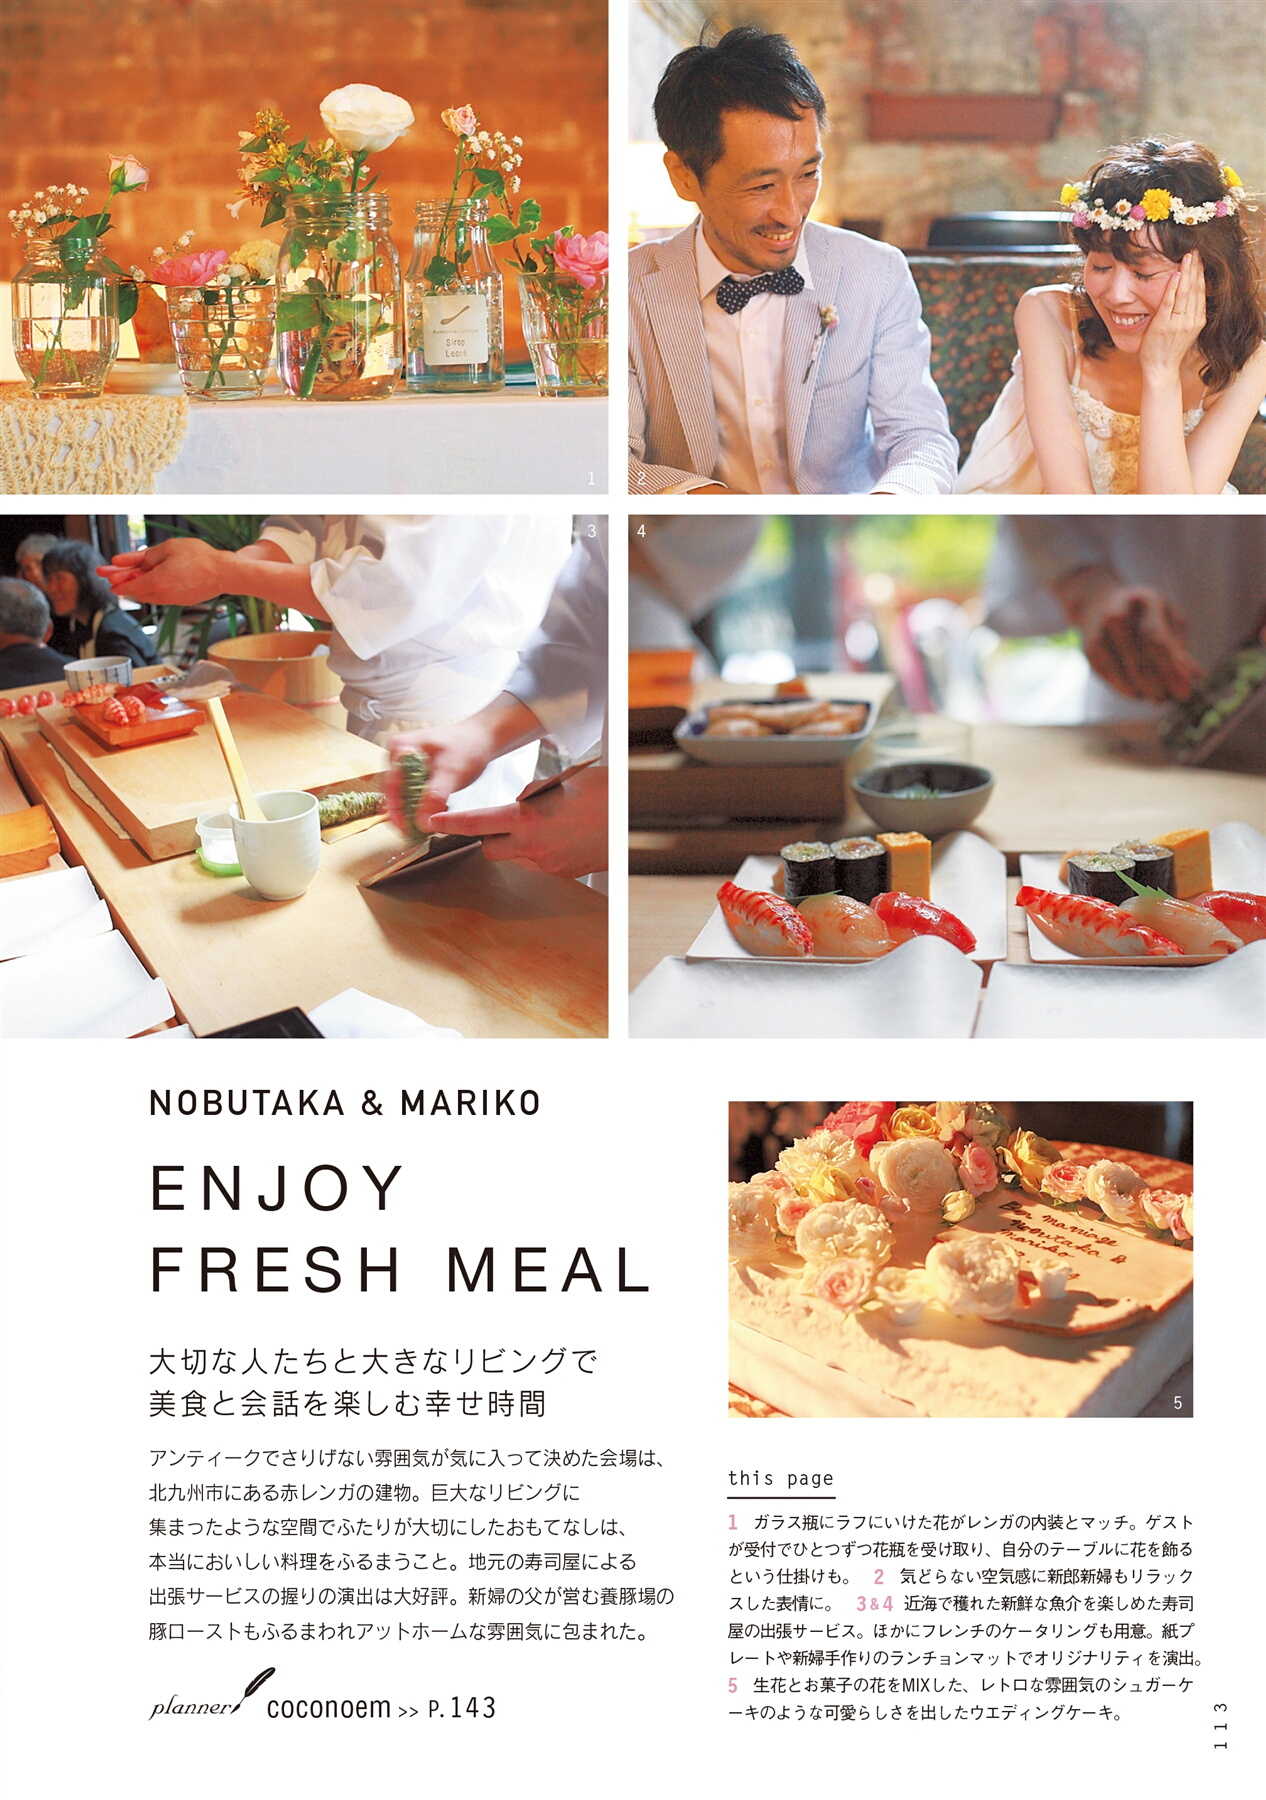 1
2
3
4
NOBUTAKA & MARIKO
ENJOY
FRESH MEAL
大切な人たちと大きなリビングで
美食と会話を楽しむ幸せ時間
アンティークでさりげない雰囲気が気に入って決めた会場は、
北九州市にある赤レンガの建物。巨大なリビングに
集まったような空間でふたりが大切にしたおもてなしは、
本当においしい料理をふるまうこと。地元の寿司屋による
出張サービスの握りの演出は大好評。新婦の父が営む養豚場の
豚ローストもふるまわれアットホームな雰囲気に包まれた。
planner coconoem >> P.143
Nobutaka &
Mariko
5
this page
1 ガラス瓶にラフにいけた花がレンガの内装とマッチ。ゲスト
が受付でひとつずつ花瓶を受け取り、自分のテーブルに花を飾る
という仕掛けも。 2 気どらない空気感に新郎新婦もリラック
スした表情に。 3&4 近海で穫れた新鮮な魚介を楽しめた寿司
屋の出張サービス。ほかにフレンチのケータリングも用意。紙プ
レートや新婦手作りのランチョンマットでオリジナリティを演出。
5 生花とお菓子の花をMIXした、レトロな雰囲気のシュガーケ
ーキのような可愛らしさを出したウエディングケーキ。
113